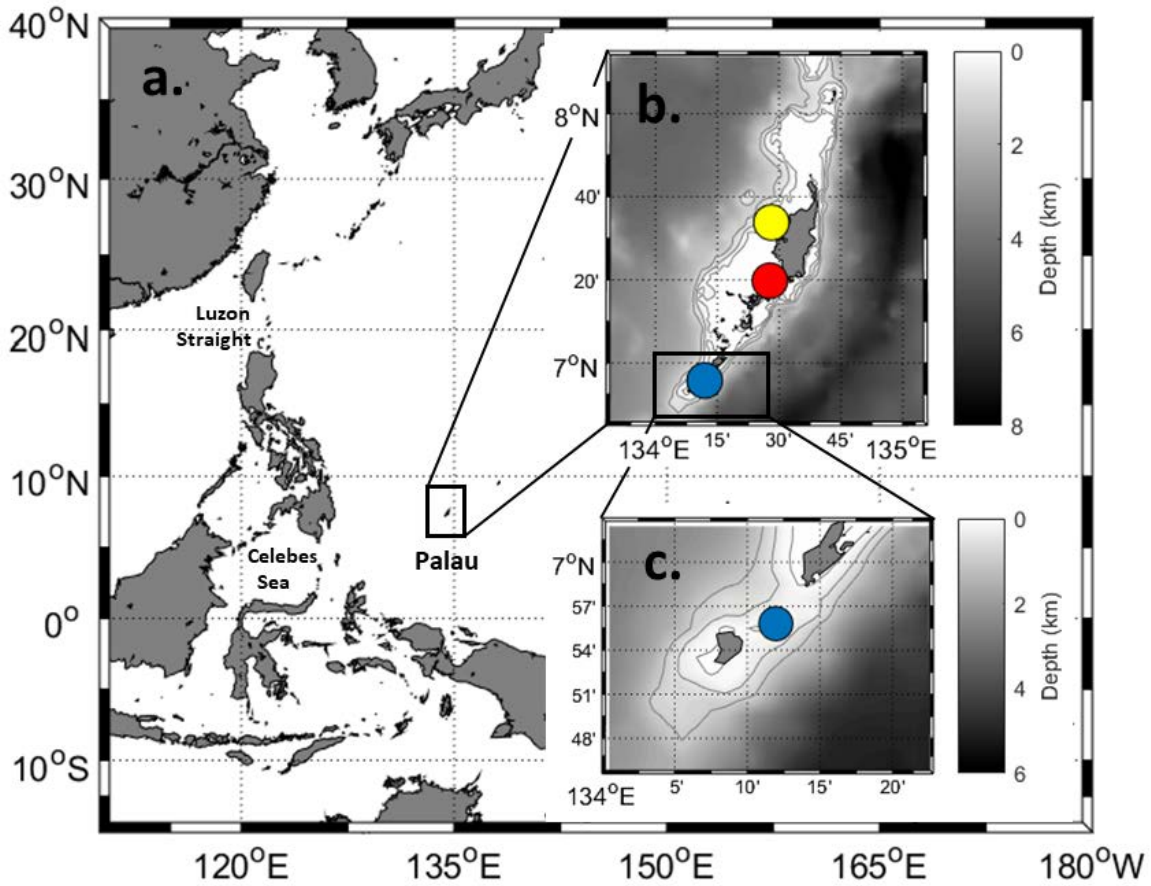 40°N
30°N
20°N
10°N
0°
10°S
120°E
135°E
150°E
165°E
180°W
a.
Luzon
Straight
Celebes
Sea
Palau
b.
8°N
40'
20'
7°N
134°E
15'
30'
45'
135°E
0
2
4
6
8
Depth (km)
c.
7°N
57'
54'
51'
48'
134°E
5'
10'
15'
20'
0
2
4
6
Depth (km)